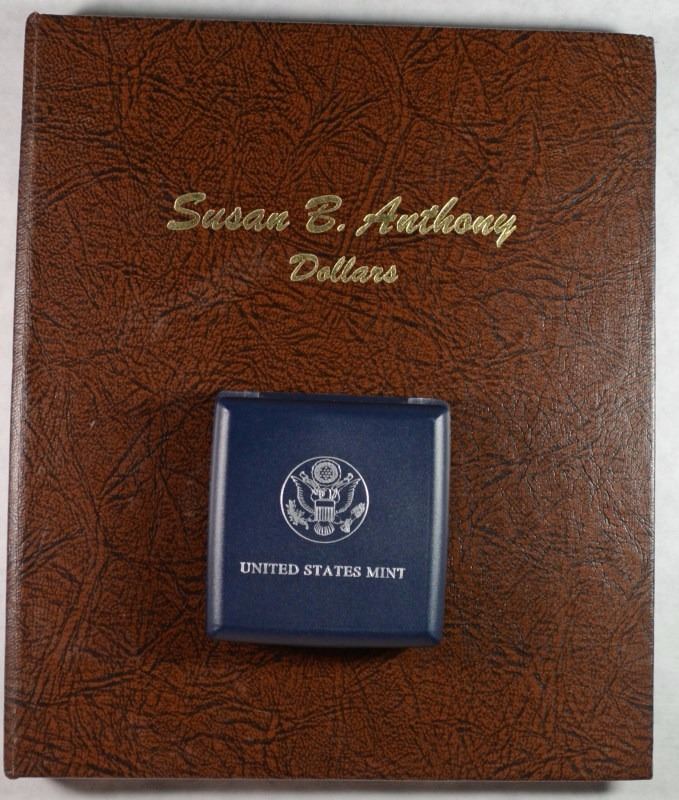 Susan B. Anthony
Dollars
UNITED STATES MINT